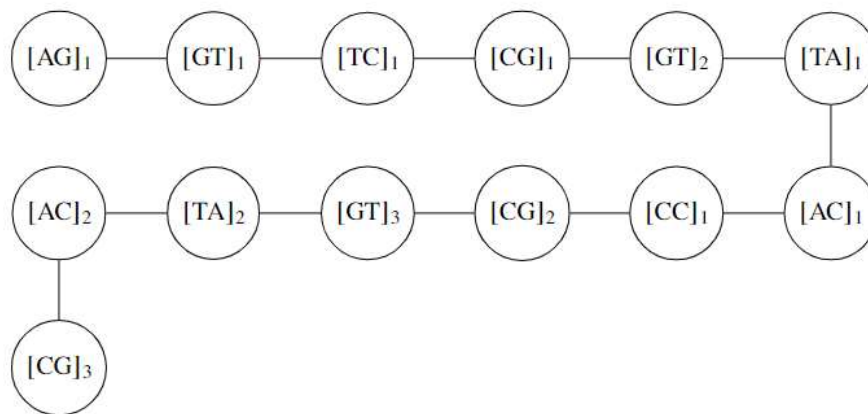 [AG]₁ [GT]₁ [TC]₁ [CG]₁ [GT]₂ [TA]₁
[AC]₂ [TA]₂ [GT]₃ [CG]₂ [CC]₁ [AC]₁
[CG]₃